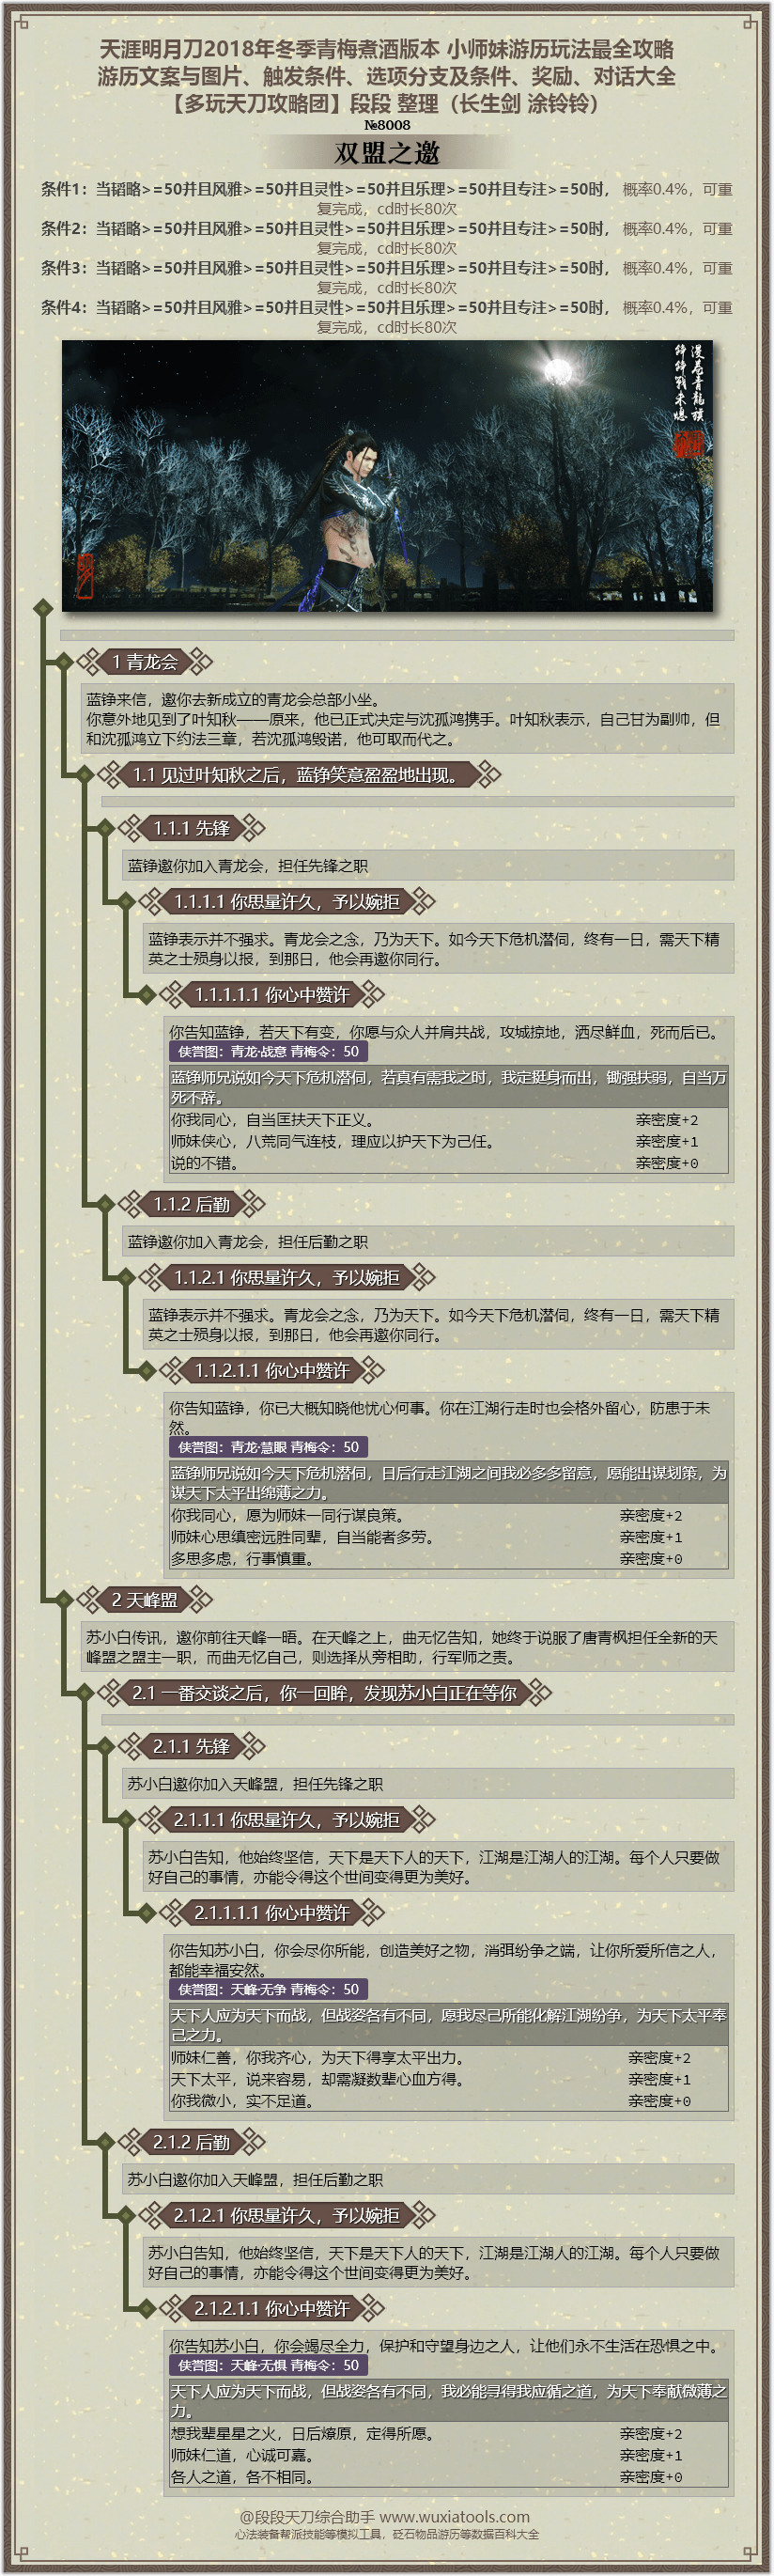 天涯明月刀2018年冬季青梅煮酒版本 小师妹游历玩法最全攻略
游历文案与图片、触发条件、选项分支及条件、奖励、对话大全
【多玩天刀攻略团】段段 整理（长生剑 涂铃铃）
№8008
双盟之邀
条件1：当韬略>=50并且风雅>=50并且灵性>=50并且乐理>=50并且专注>=50时， 概率0.4%，可重
复完成，cd时长80次
条件2：当韬略>=50并且风雅>=50并且灵性>=50并且乐理>=50并且专注>=50时， 概率0.4%，可重
复完成，cd时长80次
条件3：当韬略>=50并且风雅>=50并且灵性>=50并且乐理>=50并且专注>=50时， 概率0.4%，可重
复完成，cd时长80次
条件4：当韬略>=50并且风雅>=50并且灵性>=50并且乐理>=50并且专注>=50时， 概率0.4%，可重
复完成，cd时长80次
漫卷青龍旗
錚錚戰未熄
1 青龙会
蓝铮来信，邀你去新成立的青龙会总部小坐。
你意外地见到了叶知秋——原来，他已正式决定与沈孤鸿携手。叶知秋表示，自己甘为副帅，但
和沈孤鸿立下约法三章，若沈孤鸿毁诺，他可取而代之。
1.1 见过叶知秋之后，蓝铮笑意盈盈地出现。
1.1.1 先锋
蓝铮邀你加入青龙会，担任先锋之职
1.1.1.1 你思量许久，予以婉拒
蓝铮表示并不强求。青龙会之念，乃为天下。如今天下危机潜伺，终有一日，需天下精
英之士殒身以报，到那日，他会再邀你同行。
1.1.1.1.1 你心中赞许
你告知蓝铮，若天下有变，你愿与众人并肩共战，攻城掠地，洒尽鲜血，死而后已。
侠誉图：青龙·战意 青梅令：50
蓝铮师兄说如今天下危机潜伺，若真有需我之时，我定挺身而出，锄强扶弱，自当万
死不辞。
你我同心，自当匡扶天下正义。 亲密度+2
师妹侠心，八荒同气连枝，理应以护天下为己任。 亲密度+1
说的不错。 亲密度+0
1.1.2 后勤
蓝铮邀你加入青龙会，担任后勤之职
1.1.2.1 你思量许久，予以婉拒
蓝铮表示并不强求。青龙会之念，乃为天下。如今天下危机潜伺，终有一日，需天下精
英之士殒身以报，到那日，他会再邀你同行。
1.1.2.1.1 你心中赞许
你告知蓝铮，你已大概知晓他忧心何事。你在江湖行走时也会格外留心，防患于未
然。
侠誉图：青龙·慧眼 青梅令：50
蓝铮师兄说如今天下危机潜伺，日后行走江湖之间我必多多留意，愿能出谋划策，为
谋天下太平出绵薄之力。
你我同心，愿为师妹一同行谋良策。 亲密度+2
师妹心思缜密远胜同辈，自当能者多劳。 亲密度+1
多思多虑，行事慎重。 亲密度+0
2 天峰盟
苏小白传讯，邀你前往天峰一晤。在天峰之上，曲无忆告知，她终于说服了唐青枫担任全新的天
峰盟之盟主一职，而曲无忆自己，则选择从旁相助，行军师之责。
2.1 一番交谈之后，你一回眸，发现苏小白正在等你
2.1.1 先锋
苏小白邀你加入天峰盟，担任先锋之职
2.1.1.1 你思量许久，予以婉拒
苏小白告知，他始终坚信，天下是天下人的天下，江湖是江湖人的江湖。每个人只要做
好自己的事情，亦能令得这个世间变得更为美好。
2.1.1.1.1 你心中赞许
你告知苏小白，你会尽你所能，创造美好之物，消弭纷争之端，让你所爱所信之人，
都能幸福安然。
侠誉图：天峰·无争 青梅令：50
天下人应为天下而战，但战姿各有不同，愿我尽己所能化解江湖纷争，为天下太平奉
己之力。
师妹仁善，你我齐心，为天下得享太平出力。 亲密度+2
天下太平，说来容易，却需凝数辈心血方得。 亲密度+1
你我微小，实不足道。 亲密度+0
2.1.2 后勤
苏小白邀你加入天峰盟，担任后勤之职
2.1.2.1 你思量许久，予以婉拒
苏小白告知，他始终坚信，天下是天下人的天下，江湖是江湖人的江湖。每个人只要做
好自己的事情，亦能令得这个世间变得更为美好。
2.1.2.1.1 你心中赞许
你告知苏小白，你会竭尽全力，保护和守望身边之人，让他们永不生活在恐惧之中。
侠誉图：天峰·无惧 青梅令：50
天下人应为天下而战，但战姿各有不同，我必能寻得我应循之道，为天下奉献微薄之
力。
想我辈星星之火，日后燎原，定得所愿。 亲密度+2
师妹仁道，心诚可嘉。 亲密度+1
各人之道，各不相同。 亲密度+0
@段段天刀综合助手 www.wuxiatools.com
心法装备帮派技能等模拟工具，砭石物品游历等数据百科大全